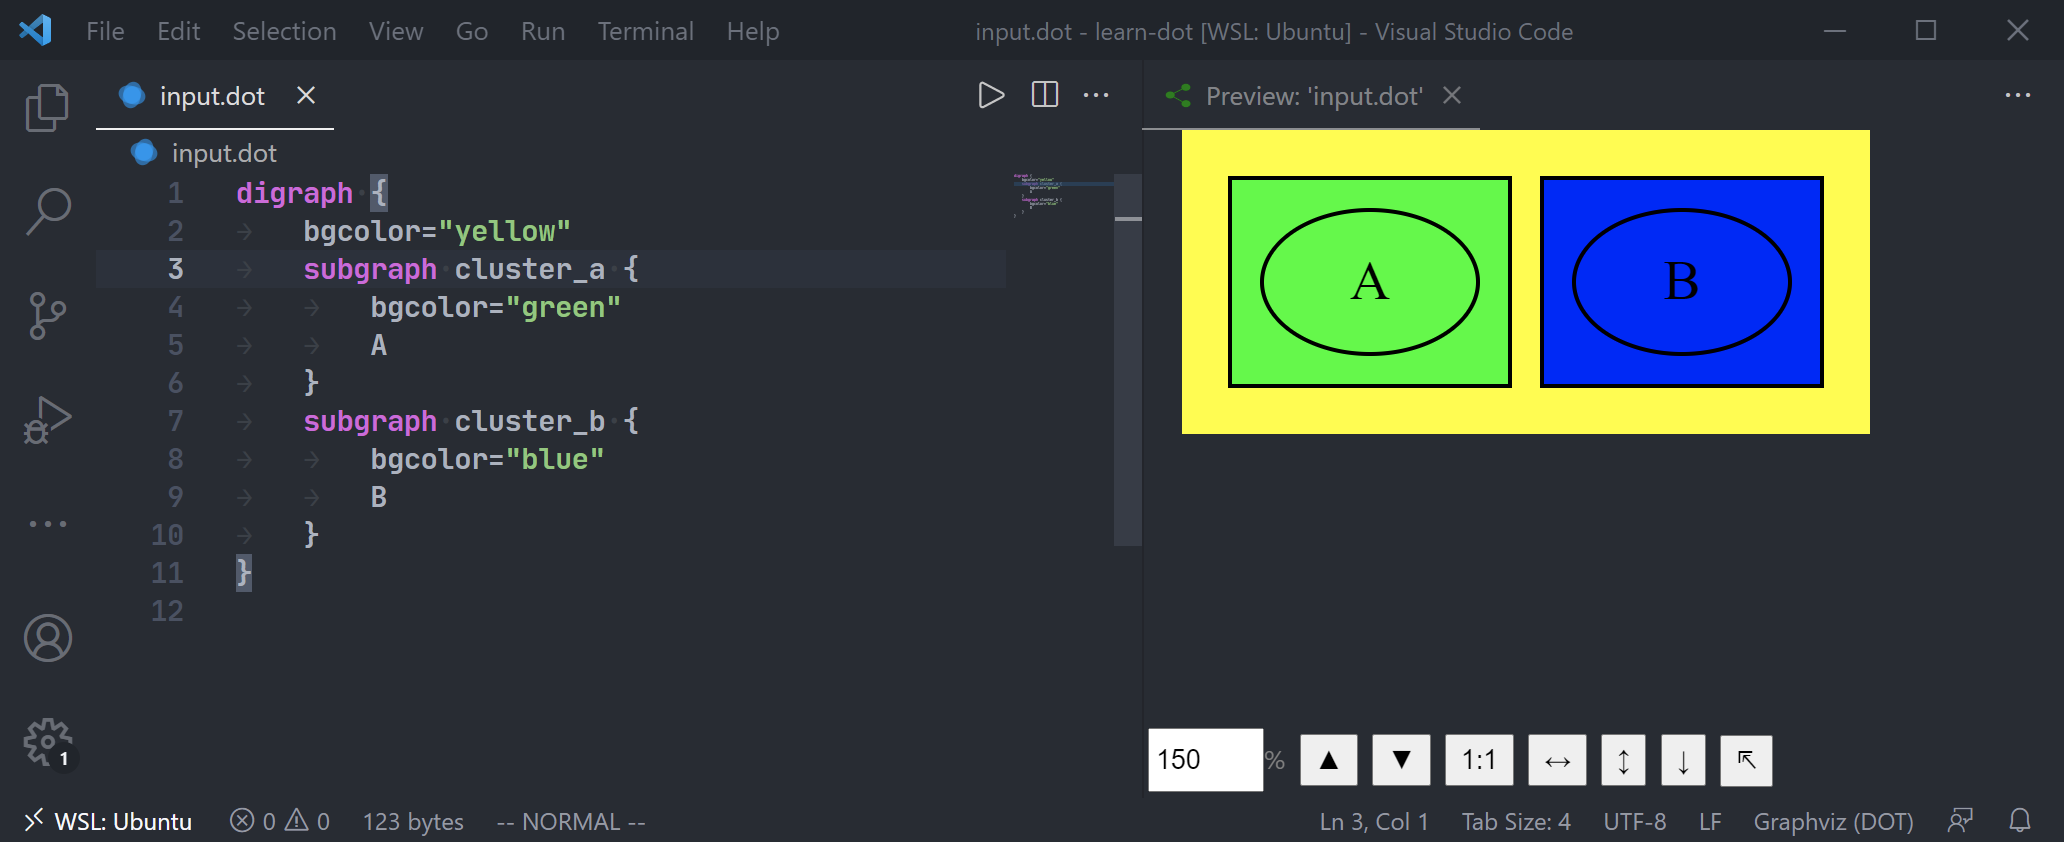 File Edit Selection View Go Run Terminal Help input.dot - learn-dot [WSL: Ubuntu] - Visual Studio Code
input.dot
Preview: 'input.dot'
input.dot
1 digraph {
2 bgcolor="yellow"
3 subgraph cluster_a {
4 bgcolor="green"
5 A
6 }
7 subgraph cluster_b {
8 bgcolor="blue"
9 B
10 }
11 }
12
A B
150 % ▲ ▼ 1:1 ↔ ↕ ↓ ↖
1
WSL: Ubuntu 0 0 123 bytes -- NORMAL -- Ln 3, Col 1 Tab Size: 4 UTF-8 LF Graphviz (DOT)